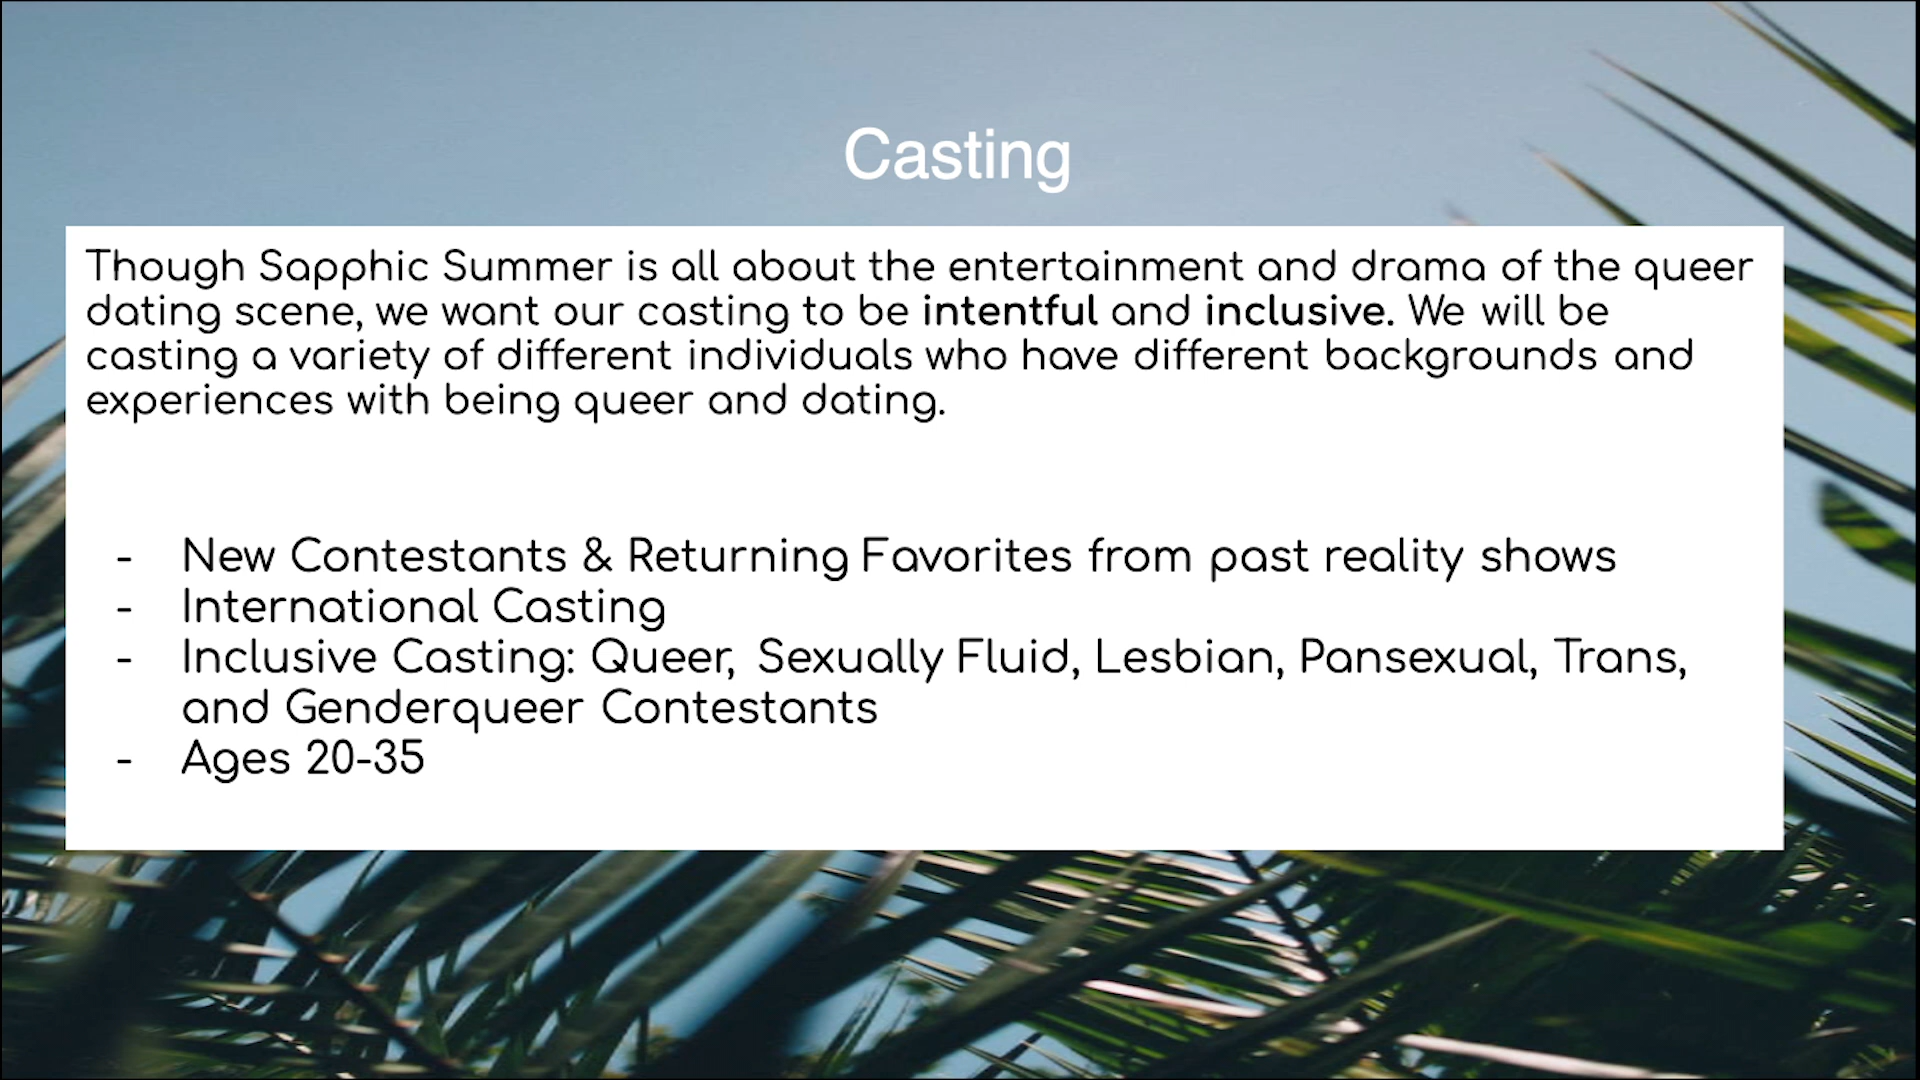 Casting
Though Sapphic Summer is all about the entertainment and drama of the queer
dating scene, we want our casting to be intentful and inclusive. We will be
casting a variety of different individuals who have different backgrounds and
experiences with being queer and dating.
- New Contestants & Returning Favorites from past reality shows
- International Casting
- Inclusive Casting: Queer, Sexually Fluid, Lesbian, Pansexual, Trans,
and Genderqueer Contestants
- Ages 20-35